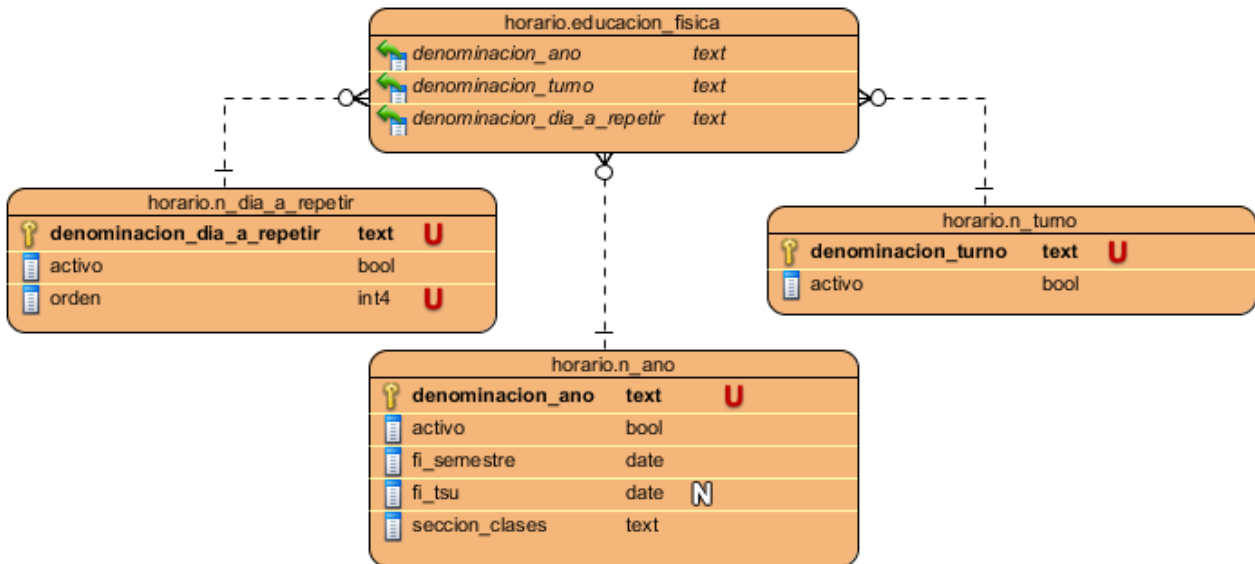 horario.educacion_fisica
denominacion_ano text
denominacion_turno text
denominacion_dia_a_repetir text
horario.n_dia_a_repetir
denominacion_dia_a_repetir text U
activo bool
orden int4 U
horario.n_turno
denominacion_turno text U
activo bool
horario.n_ano
denominacion_ano text U
activo bool
fi_semestre date
fi_tsu date N
seccion_clases text